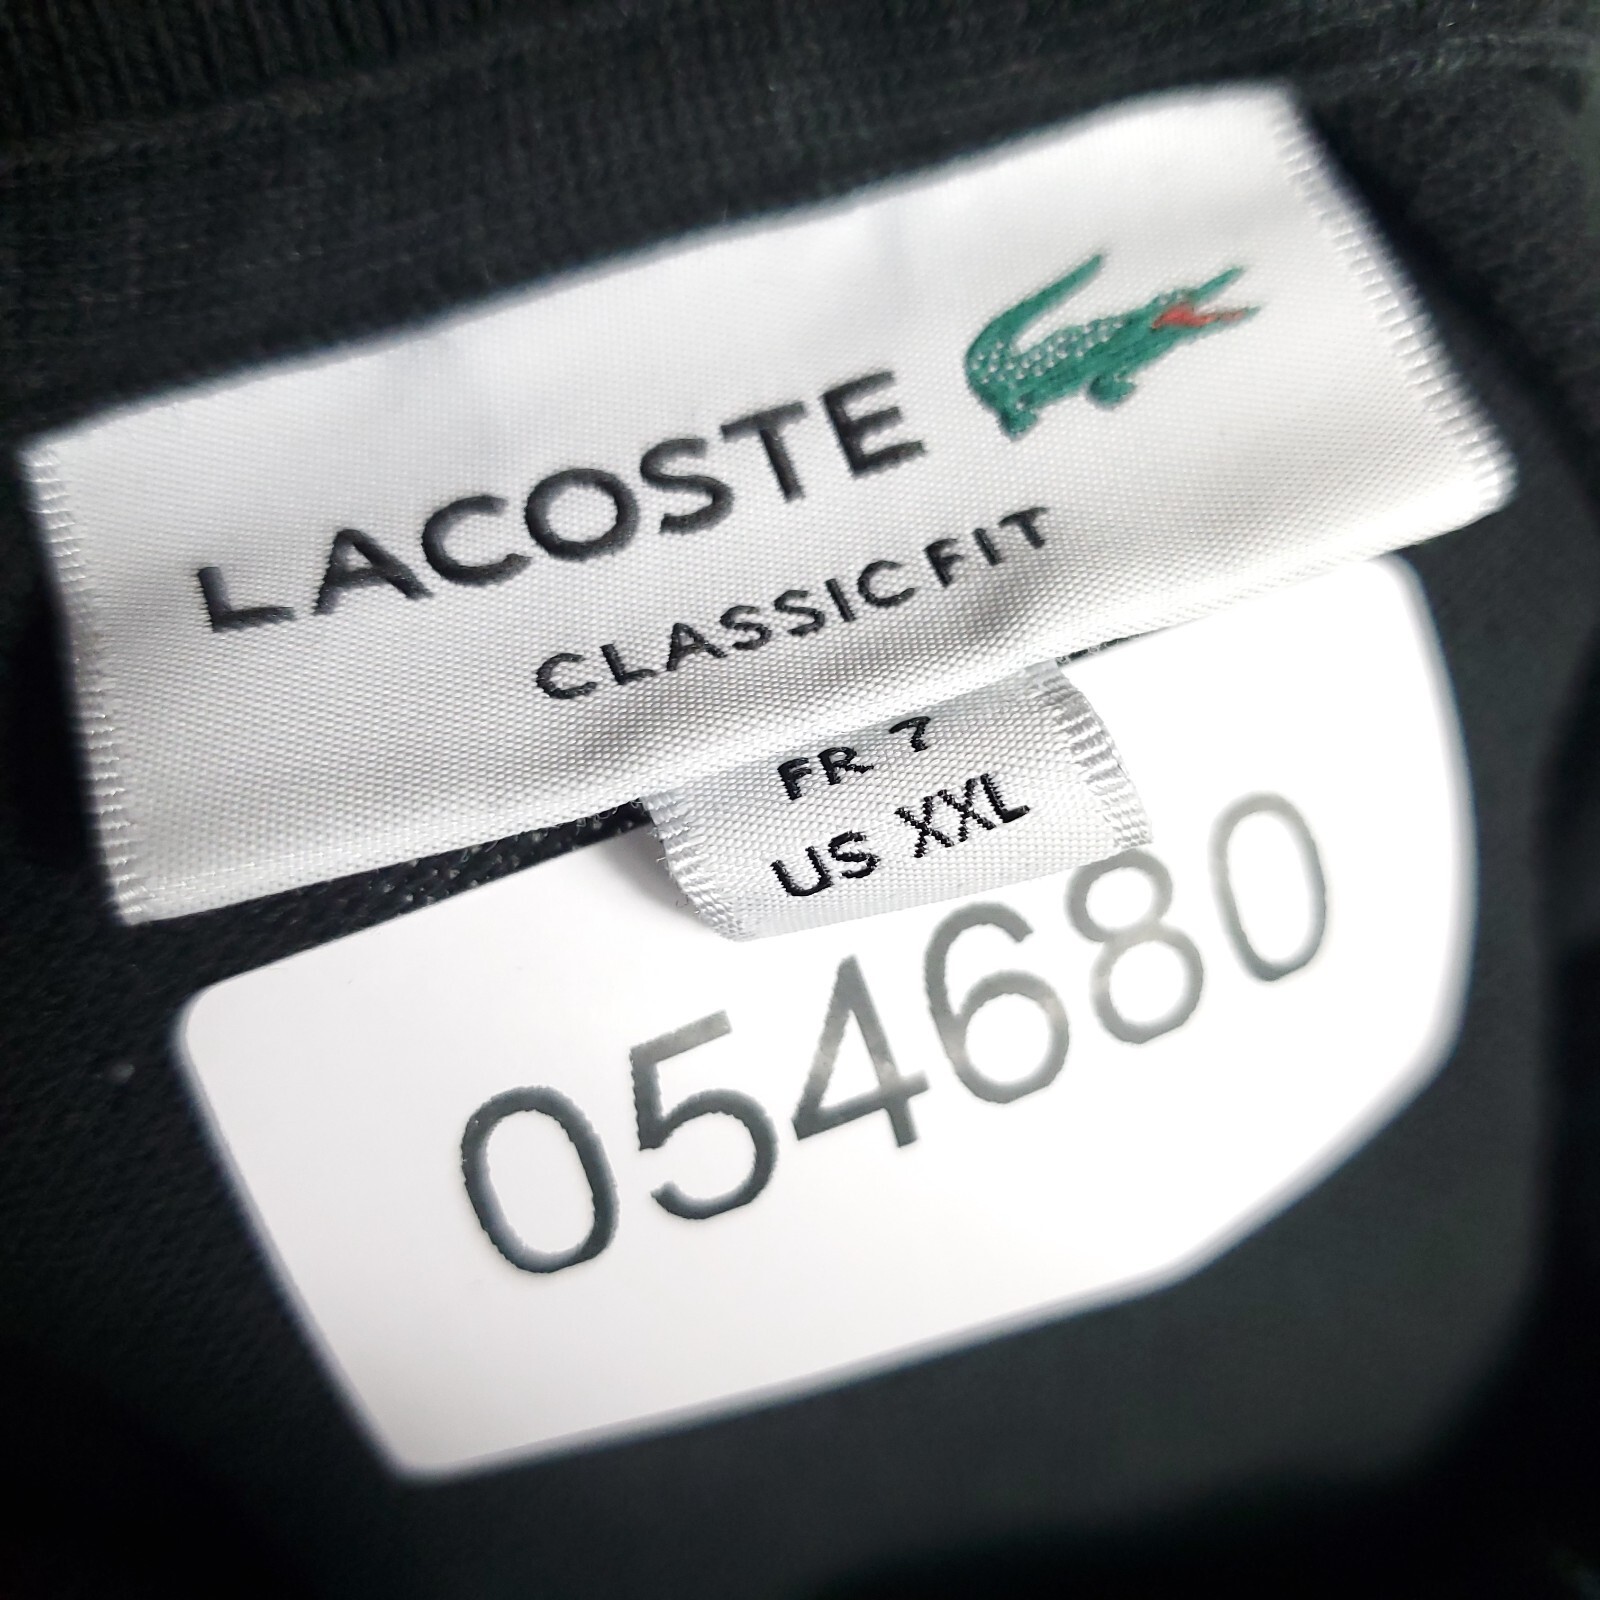 LACOSTE
CLASSIC FIT
FR 7
US XXL
054680